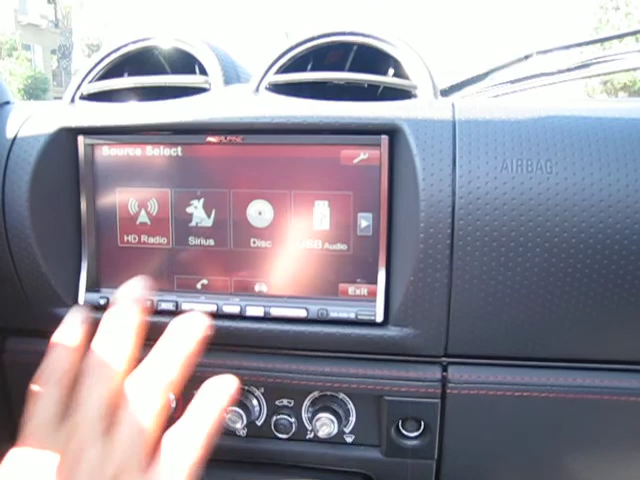 ALPINE
Source Select
HD Radio
Sirius
Disc
USB Audio
Exit
AIRBAG